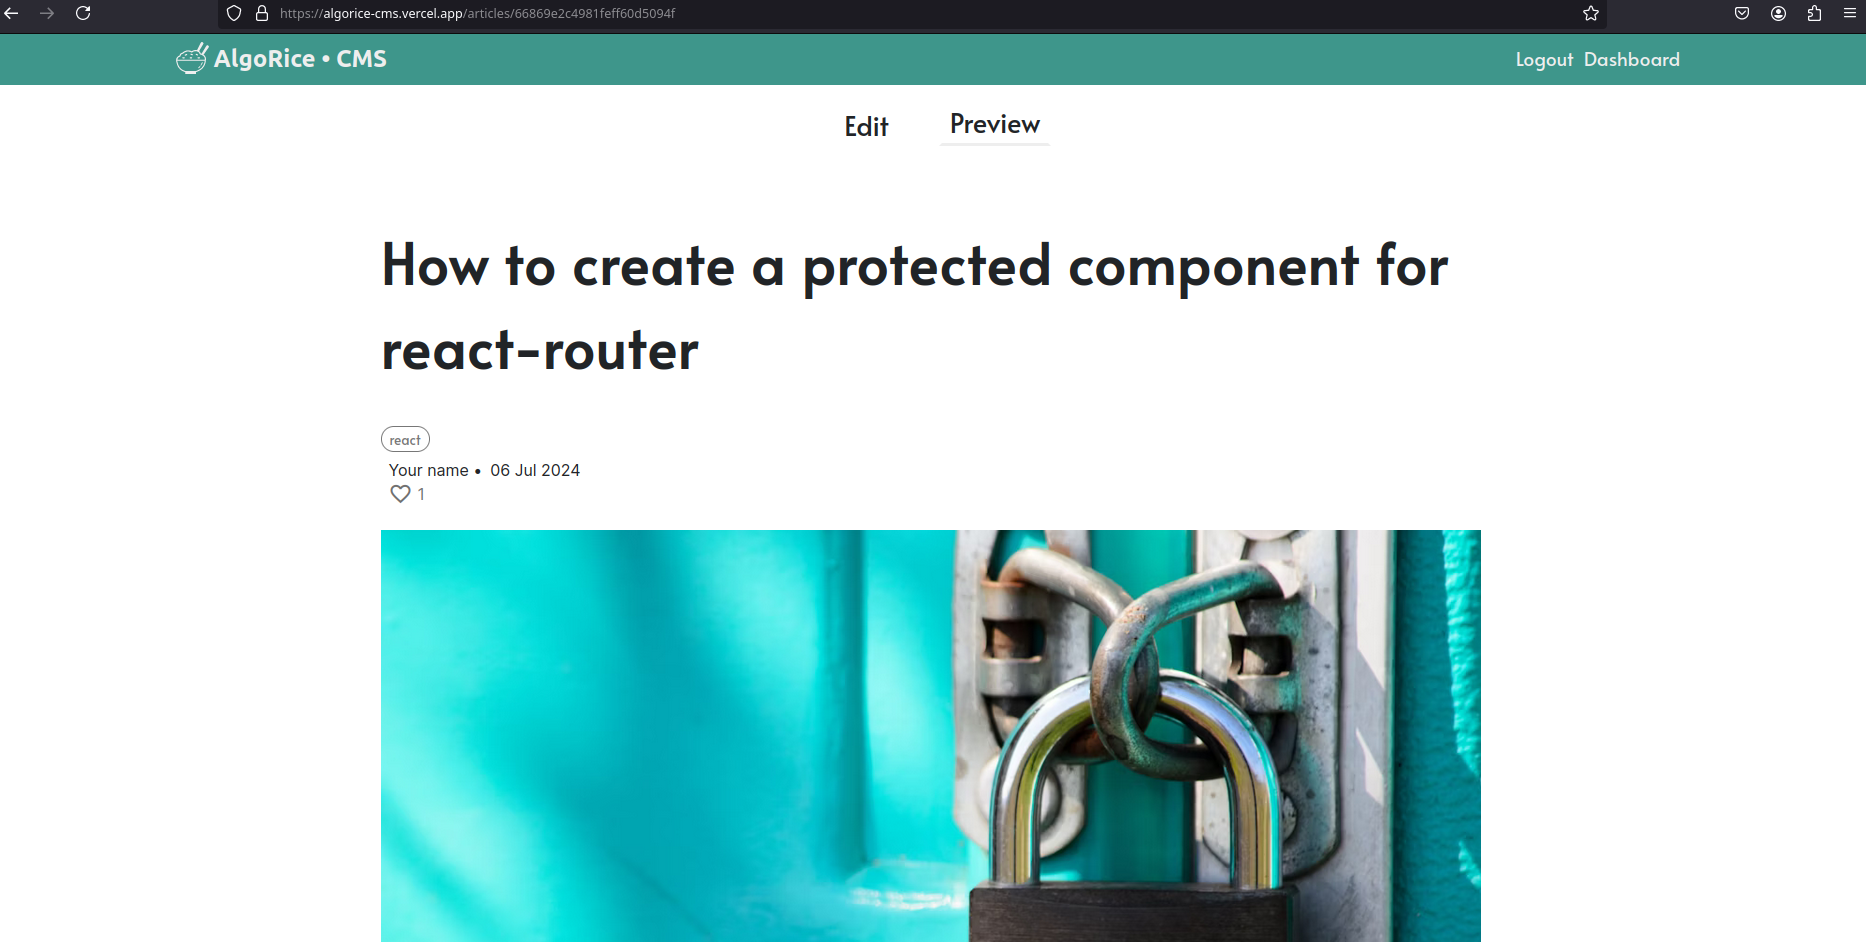 https://algorice-cms.vercel.app/articles/66869e2c4981feff60d5094f
AlgoRice • CMS
Logout Dashboard
Edit Preview
How to create a protected component for
react-router
react
Your name • 06 Jul 2024
1